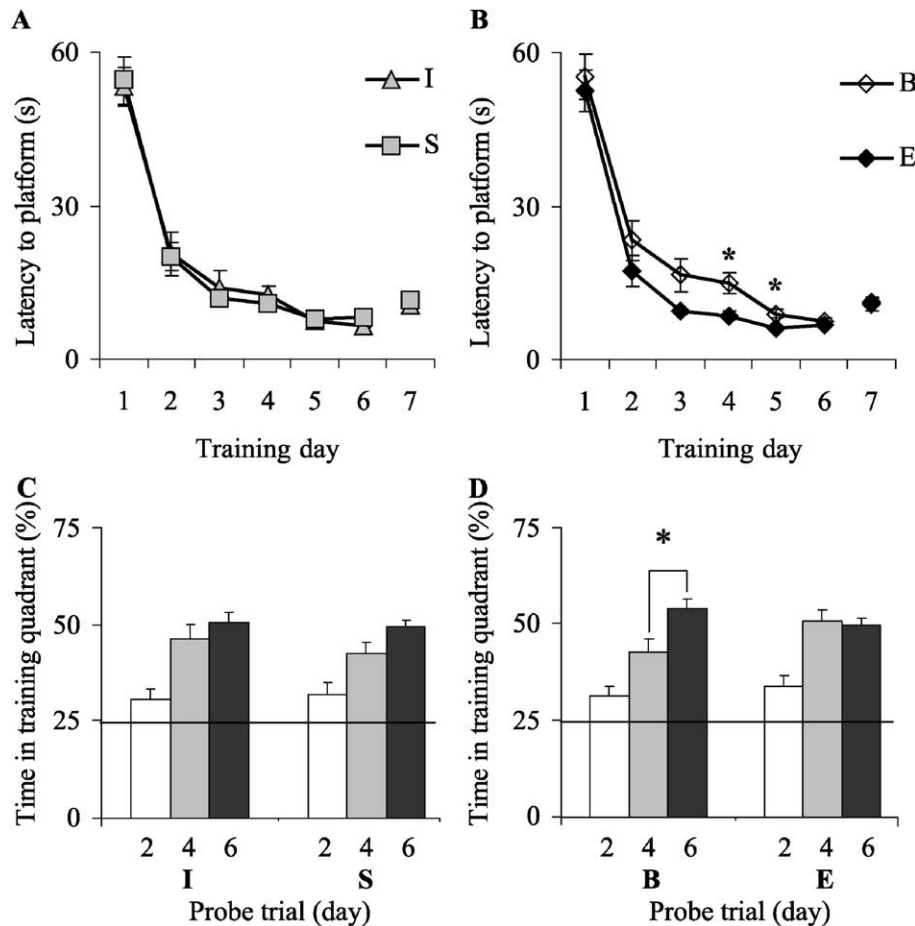 A
Latency to platform (s)
60
30
0
I
S
1 2 3 4 5 6 7
Training day
B
Latency to platform (s)
60
30
0
B
E
*
*
1 2 3 4 5 6 7
Training day
C
Time in training quadrant (%)
75
50
25
0
2 4 6 2 4 6
I S
Probe trial (day)
D
Time in training quadrant (%)
75
50
25
0
*
2 4 6 2 4 6
B E
Probe trial (day)